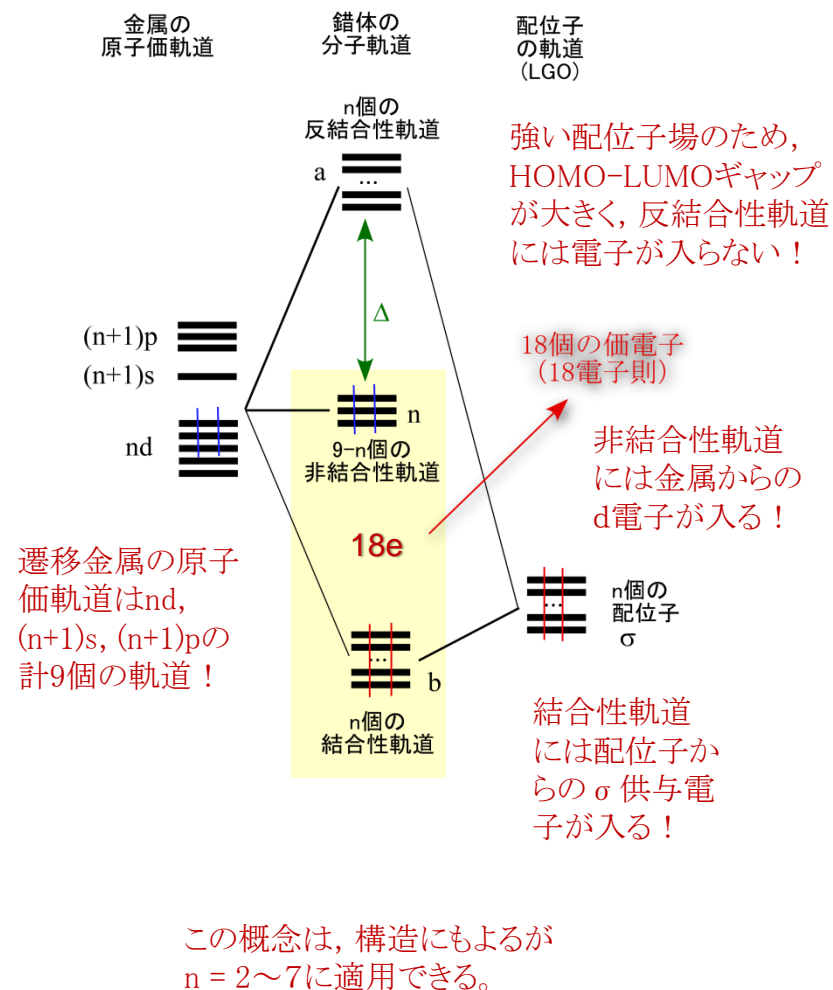 金属の
原子価軌道
錯体の
分子軌道
配位子
の軌道
(LGO)
n個の
反結合性軌道
a
...
強い配位子場のため,
HOMO-LUMOギャップ
が大きく, 反結合性軌道
には電子が入らない！
Δ
(n+1)p
(n+1)s
nd
18個の価電子
(18電子則)
n
9-n個の
非結合性軌道
非結合性軌道
には金属からの
d電子が入る！
18e
遷移金属の原子
価軌道はnd,
(n+1)s, (n+1)pの
計9個の軌道！
...
n個の
配位子
σ
...
b
n個の
結合性軌道
結合性軌道
には配位子か
らのσ供与電
子が入る！
この概念は, 構造にもよるが
n = 2〜7に適用できる。